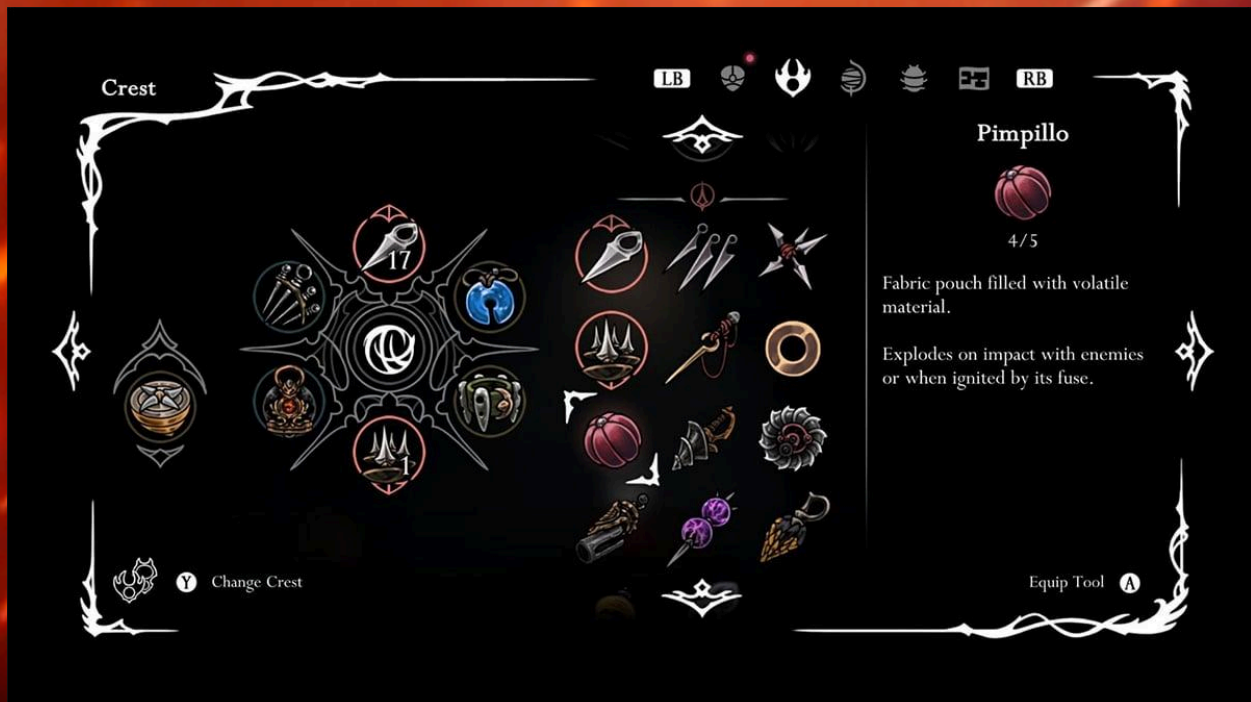 Crest
LB
RB
Pimpillo
4/5
Fabric pouch filled with volatile
material.
Explodes on impact with enemies
or when ignited by its fuse.
17
1
Y Change Crest
Equip Tool A